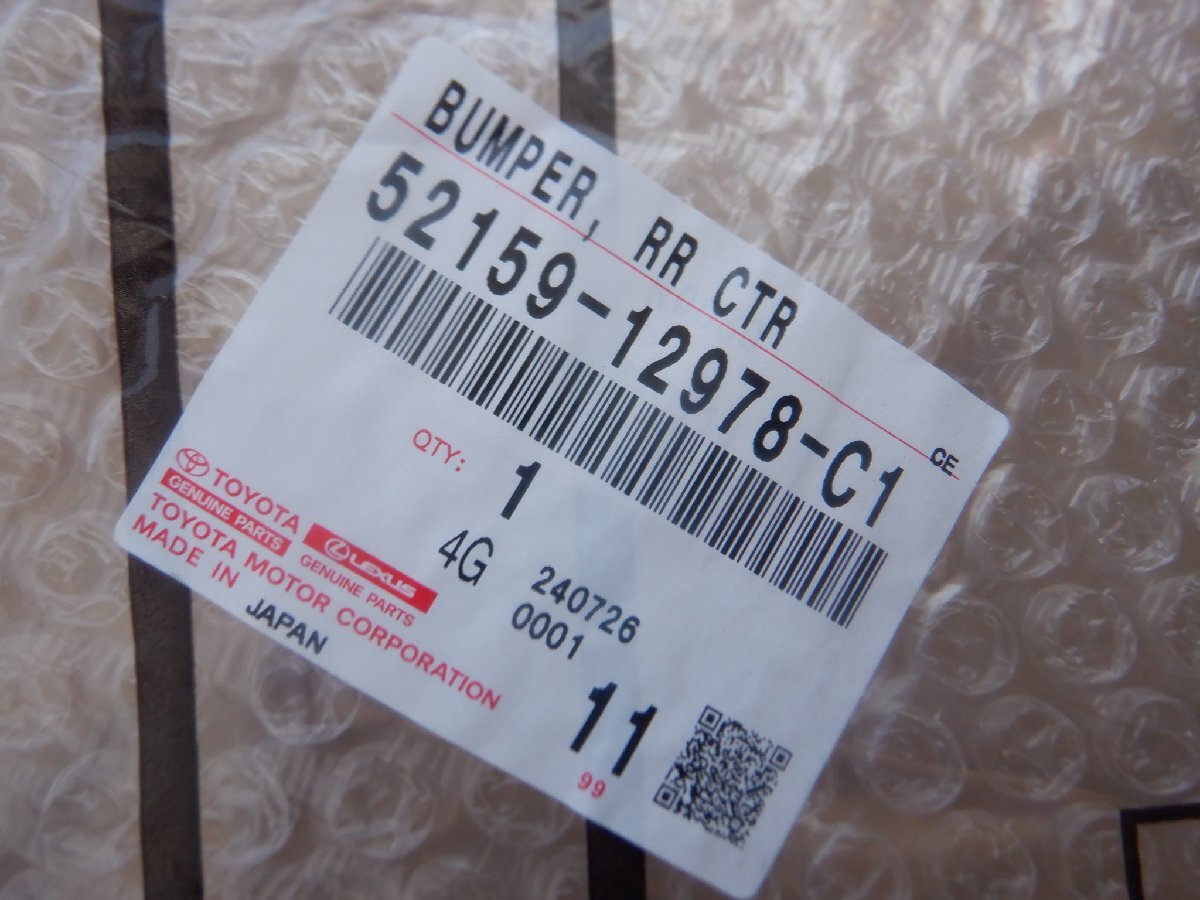 BUMPER, RR CTR
52159-12978-C1
CE
QTY: 1
4G 240726
0001
TOYOTA
GENUINE PARTS
LEXUS
GENUINE PARTS
TOYOTA MOTOR CORPORATION
MADE IN
JAPAN
11
99